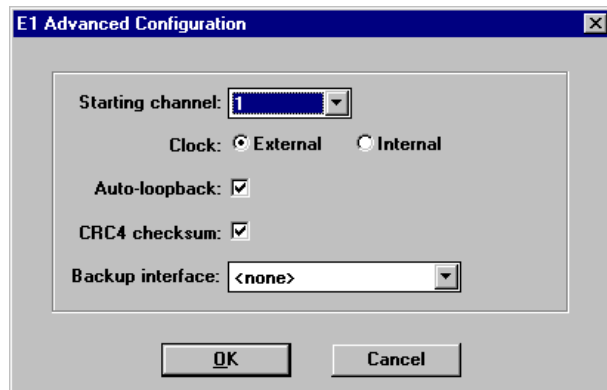 E1 Advanced Configuration
Starting channel: 1
Clock: External Internal
Auto-loopback:
CRC4 checksum:
Backup interface: <none>
OK Cancel